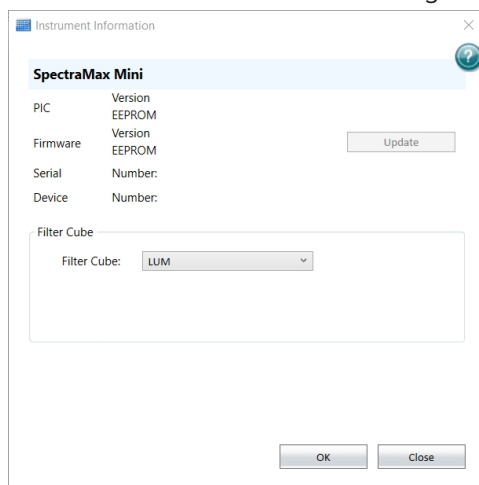 Instrument Information
?
SpectraMax Mini
PIC
Version
EEPROM
Firmware
Version
EEPROM
Update
Serial Number:
Device Number:
Filter Cube
Filter Cube: LUM
OK Close